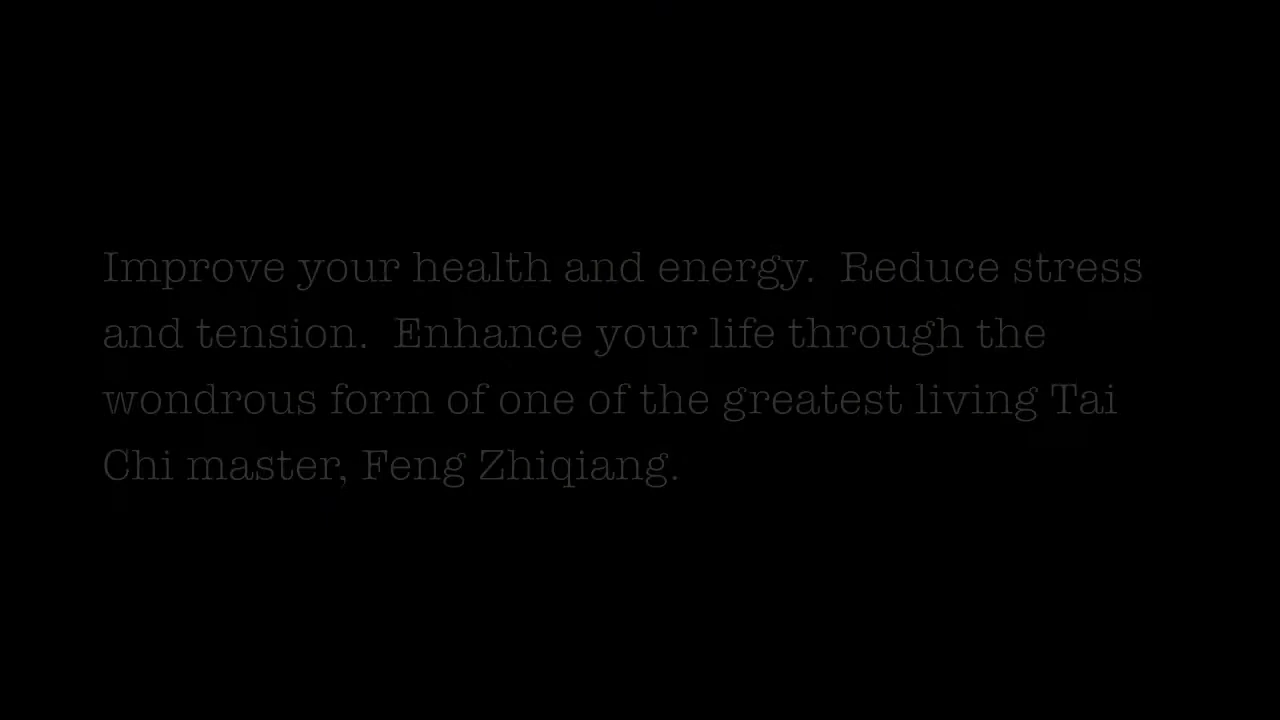 Improve your health and energy.  Reduce stress
and tension.  Enhance your life through the
wondrous form of one of the greatest living Tai
Chi master, Feng Zhiqiang.